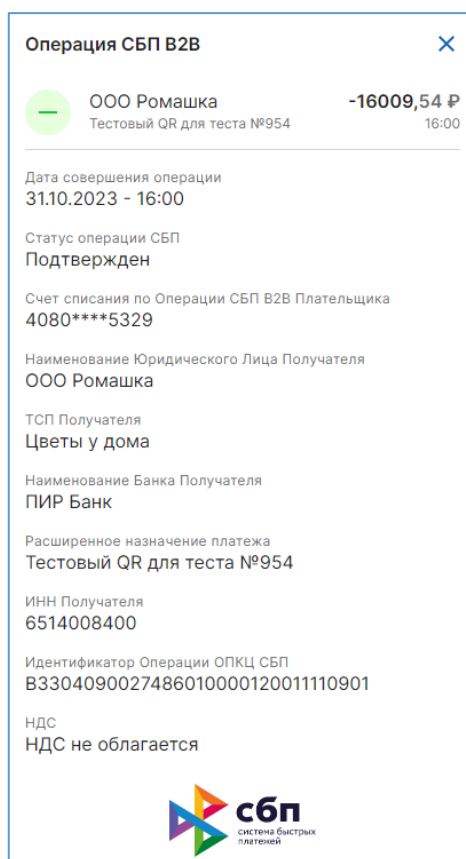 Операция СБП B2B
ООО Ромашка
-16009,54 ₽
Тестовый QR для теста №954
16:00
Дата совершения операции
31.10.2023 - 16:00
Статус операции СБП
Подтвержден
Счет списания по Операции СБП B2B Плательщика
4080****5329
Наименование Юридического Лица Получателя
ООО Ромашка
ТСП Получателя
Цветы у дома
Наименование Банка Получателя
ПИР Банк
Расширенное назначение платежа
Тестовый QR для теста №954
ИНН Получателя
6514008400
Идентификатор Операции ОПКЦ СБП
B3304090027486010000120011110901
НДС
НДС не облагается
сбп
система быстрых
платежей